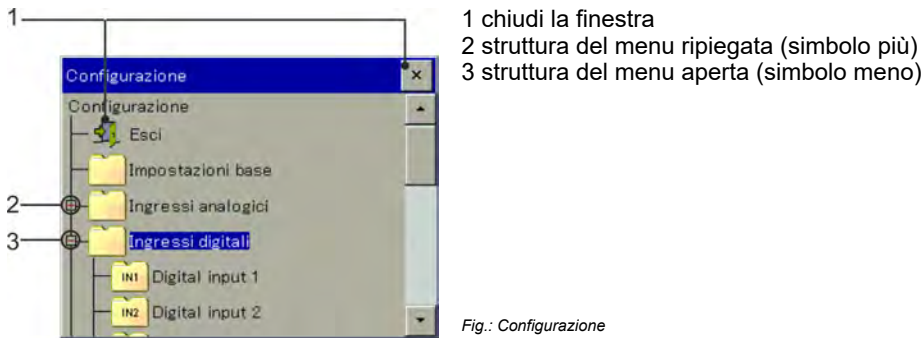 1
1 chiudi la finestra
2 struttura del menu ripiegata (simbolo più)
3 struttura del menu aperta (simbolo meno)
Configurazione
Configurazione
Esci
Impostazioni base
2
Ingressi analogici
3
Ingressi digitali
IN1 Digital input 1
IN2 Digital input 2
Fig.: Configurazione